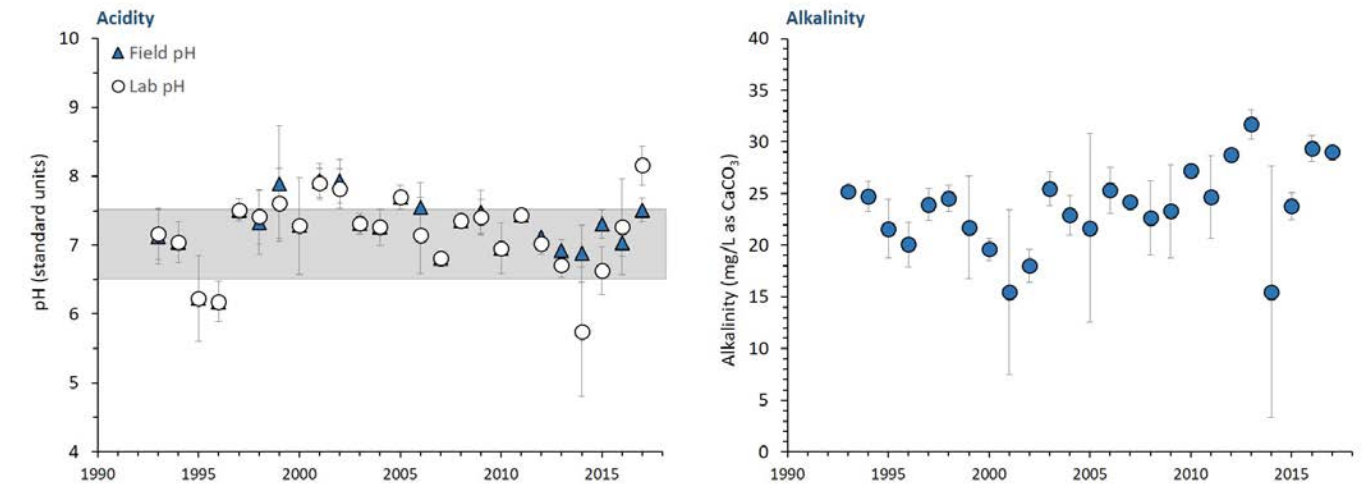 Acidity
10
9
8
7
6
5
4
pH (standard units)
Field pH
Lab pH
1990 1995 2000 2005 2010 2015
Alkalinity
40
35
30
25
20
15
10
5
0
Alkalinity (mg/L as CaCO₃)
1990 1995 2000 2005 2010 2015